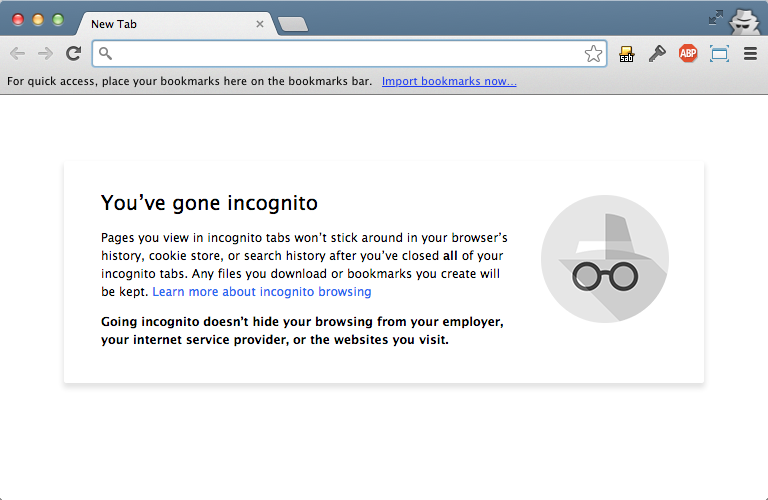 New Tab
For quick access, place your bookmarks here on the bookmarks bar. Import bookmarks now...
sab
ABP
You’ve gone incognito
Pages you view in incognito tabs won’t stick around in your browser’s
history, cookie store, or search history after you’ve closed all of your
incognito tabs. Any files you download or bookmarks you create will
be kept. Learn more about incognito browsing
Going incognito doesn’t hide your browsing from your employer,
your internet service provider, or the websites you visit.